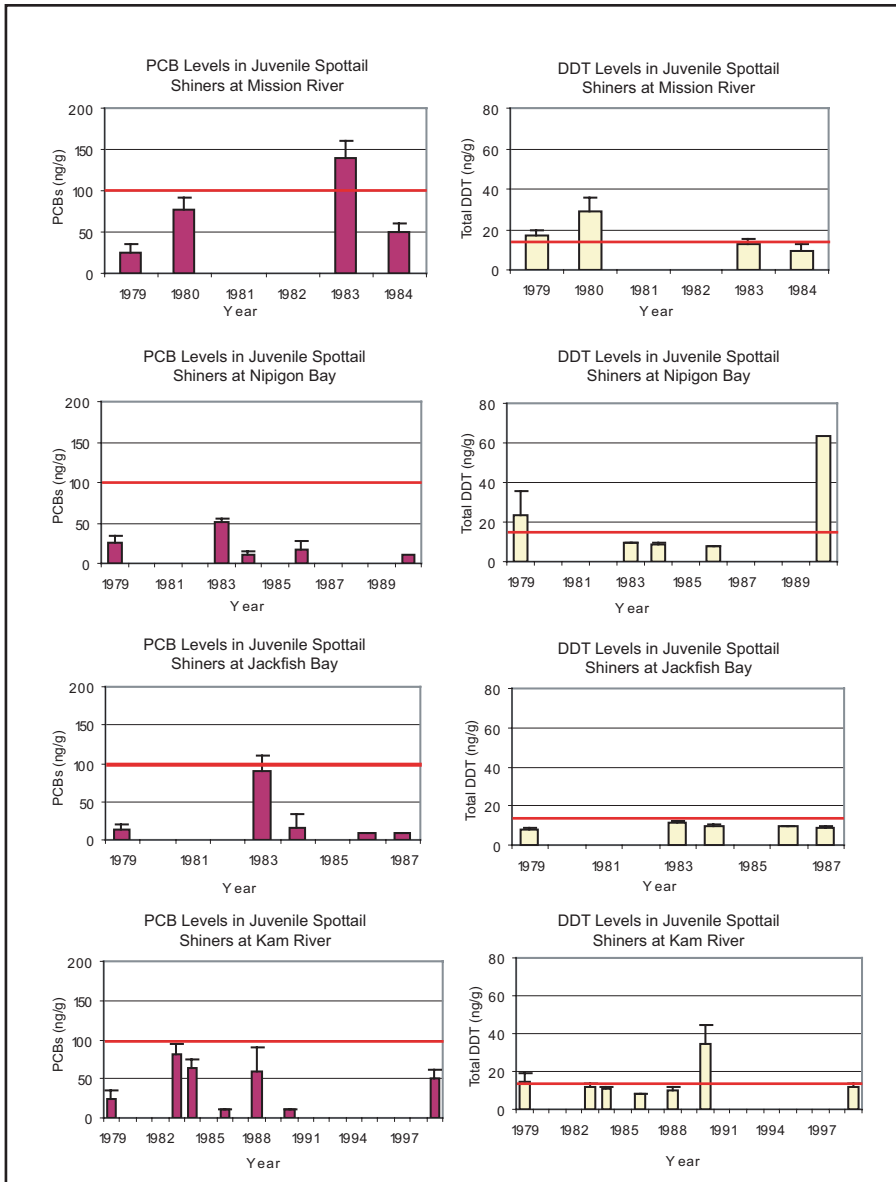 PCB Levels in Juvenile Spottail
Shiners at Mission River
PCBs (ng/g)
200
150
100
50
0
1979 1980 1981 1982 1983 1984
Year
DDT Levels in Juvenile Spottail
Shiners at Mission River
Total DDT (ng/g)
80
60
40
20
0
1979 1980 1981 1982 1983 1984
Year
PCB Levels in Juvenile Spottail
Shiners at Nipigon Bay
PCBs (ng/g)
200
150
100
50
0
1979 1981 1983 1985 1987 1989
Year
DDT Levels in Juvenile Spottail
Shiners at Nipigon Bay
Total DDT (ng/g)
80
60
40
20
0
1979 1981 1983 1985 1987 1989
Year
PCB Levels in Juvenile Spottail
Shiners at Jackfish Bay
PCBs (ng/g)
200
150
100
50
0
1979 1981 1983 1985 1987
Year
DDT Levels in Juvenile Spottail
Shiners at Jackfish Bay
Total DDT (ng/g)
80
60
40
20
0
1979 1981 1983 1985 1987
Year
PCB Levels in Juvenile Spottail
Shiners at Kam River
PCBs (ng/g)
200
150
100
50
0
1979 1982 1985 1988 1991 1994 1997
Year
DDT Levels in Juvenile Spottail
Shiners at Kam River
Total DDT (ng/g)
80
60
40
20
0
1979 1982 1985 1988 1991 1994 1997
Year